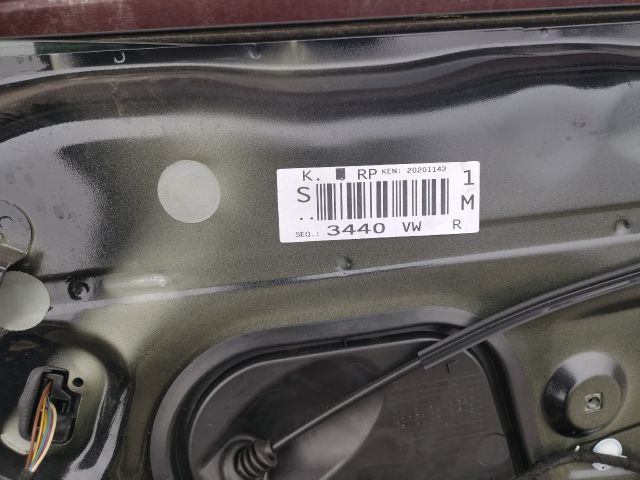 K. RP KEN: 20201142 1
S M
..
SEQ.: 3440 VW R